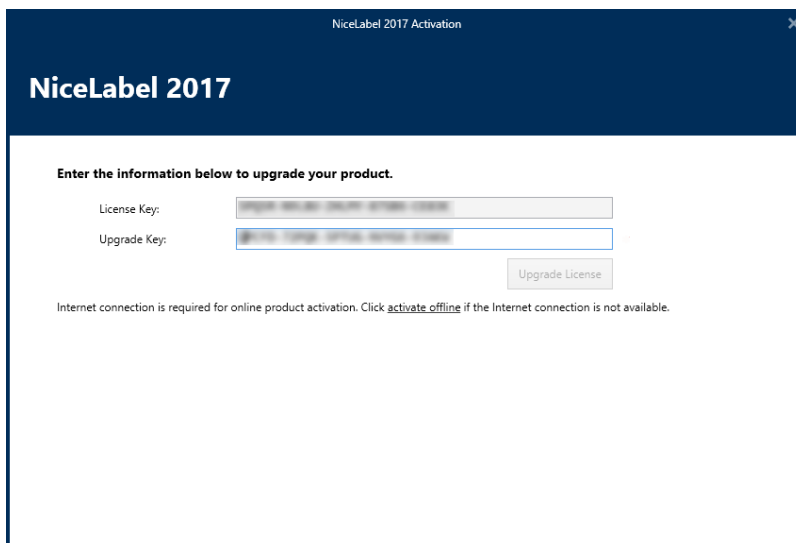 NiceLabel 2017 Activation
NiceLabel 2017
Enter the information below to upgrade your product.
License Key:
Upgrade Key:
Upgrade License
Internet connection is required for online product activation. Click activate offline if the Internet connection is not available.